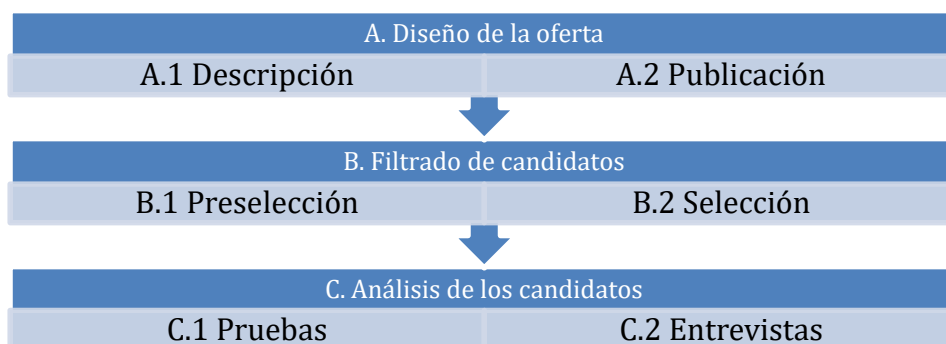 A. Diseño de la oferta
A.1 Descripción A.2 Publicación
B. Filtrado de candidatos
B.1 Preselección B.2 Selección
C. Análisis de los candidatos
C.1 Pruebas C.2 Entrevistas